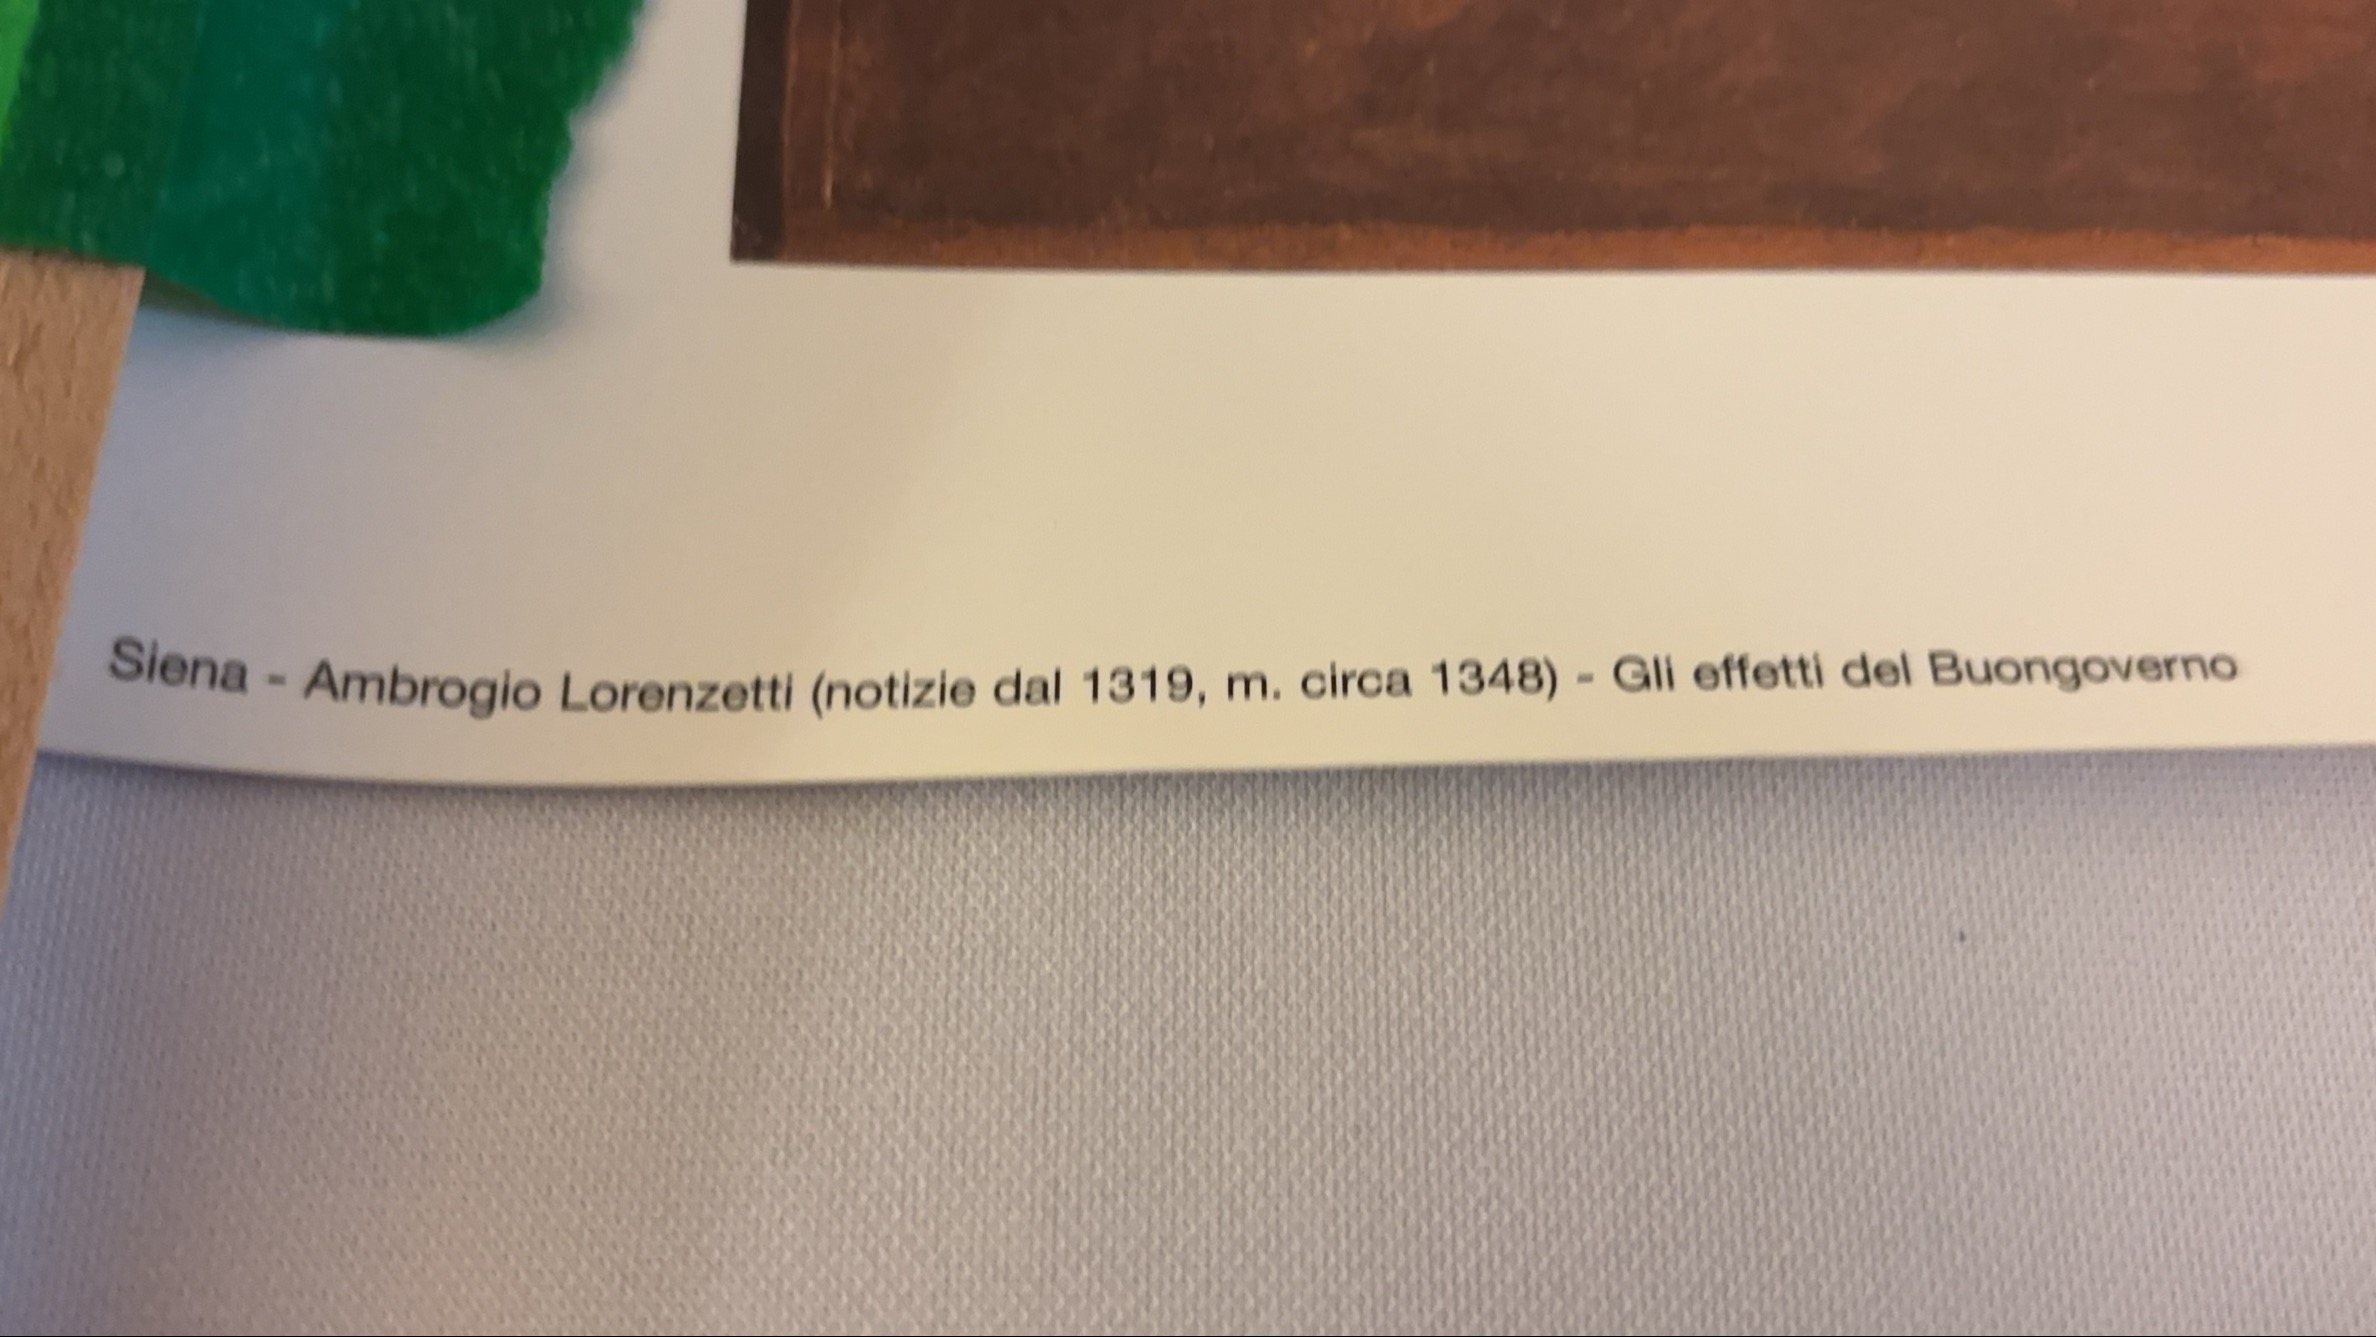 Siena - Ambrogio Lorenzetti (notizie dal 1319, m. circa 1348) - Gli effetti del Buongoverno